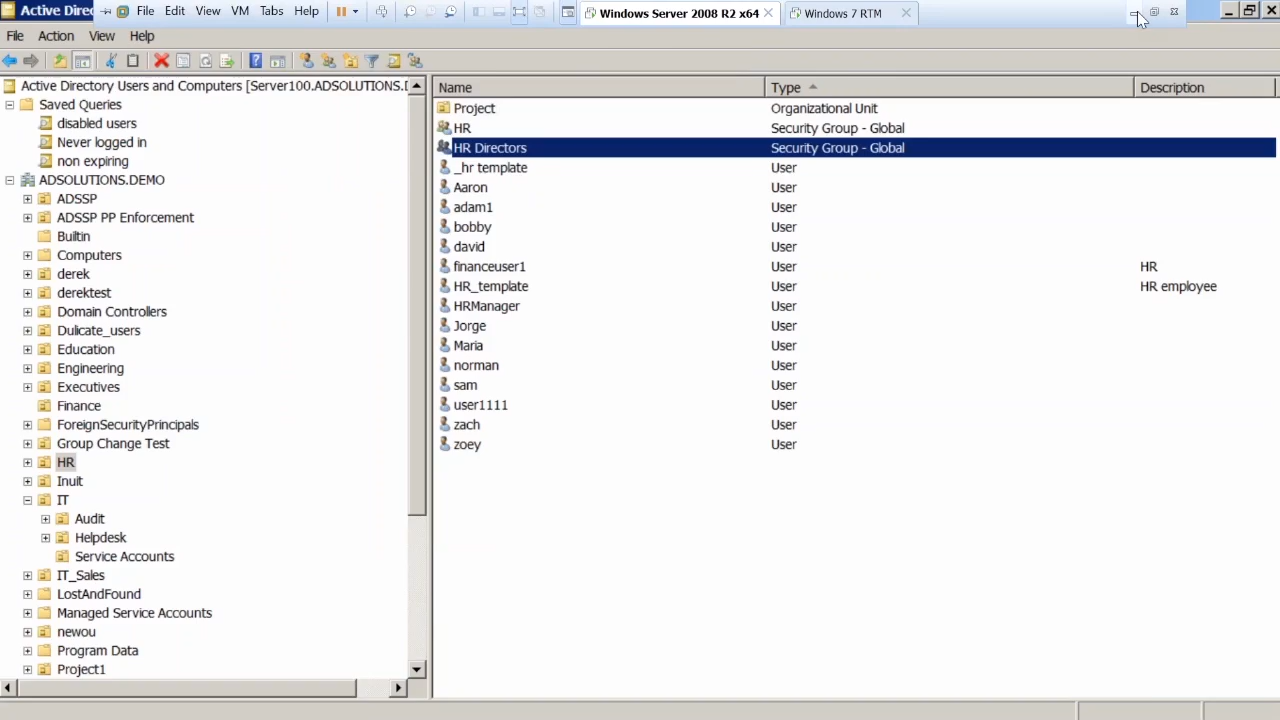 Active Direc
File Edit View VM Tabs Help
Windows Server 2008 R2 x64
Windows 7 RTM
File Action View Help
Active Directory Users and Computers [Server100.ADSOLUTIONS.D
Saved Queries
disabled users
Never logged in
non expiring
ADSOLUTIONS.DEMO
ADSSP
ADSSP PP Enforcement
Builtin
Computers
derek
derektest
Domain Controllers
Dulicate_users
Education
Engineering
Executives
Finance
ForeignSecurityPrincipals
Group Change Test
HR
Inuit
IT
Audit
Helpdesk
Service Accounts
IT_Sales
LostAndFound
Managed Service Accounts
newou
Program Data
Project1
Name Type Description
Project Organizational Unit
HR Security Group - Global
HR Directors Security Group - Global
_hr template User
Aaron User
adam1 User
bobby User
david User
financeuser1 User HR
HR_template User HR employee
HRManager User
Jorge User
Maria User
norman User
sam User
user1111 User
zach User
zoey User